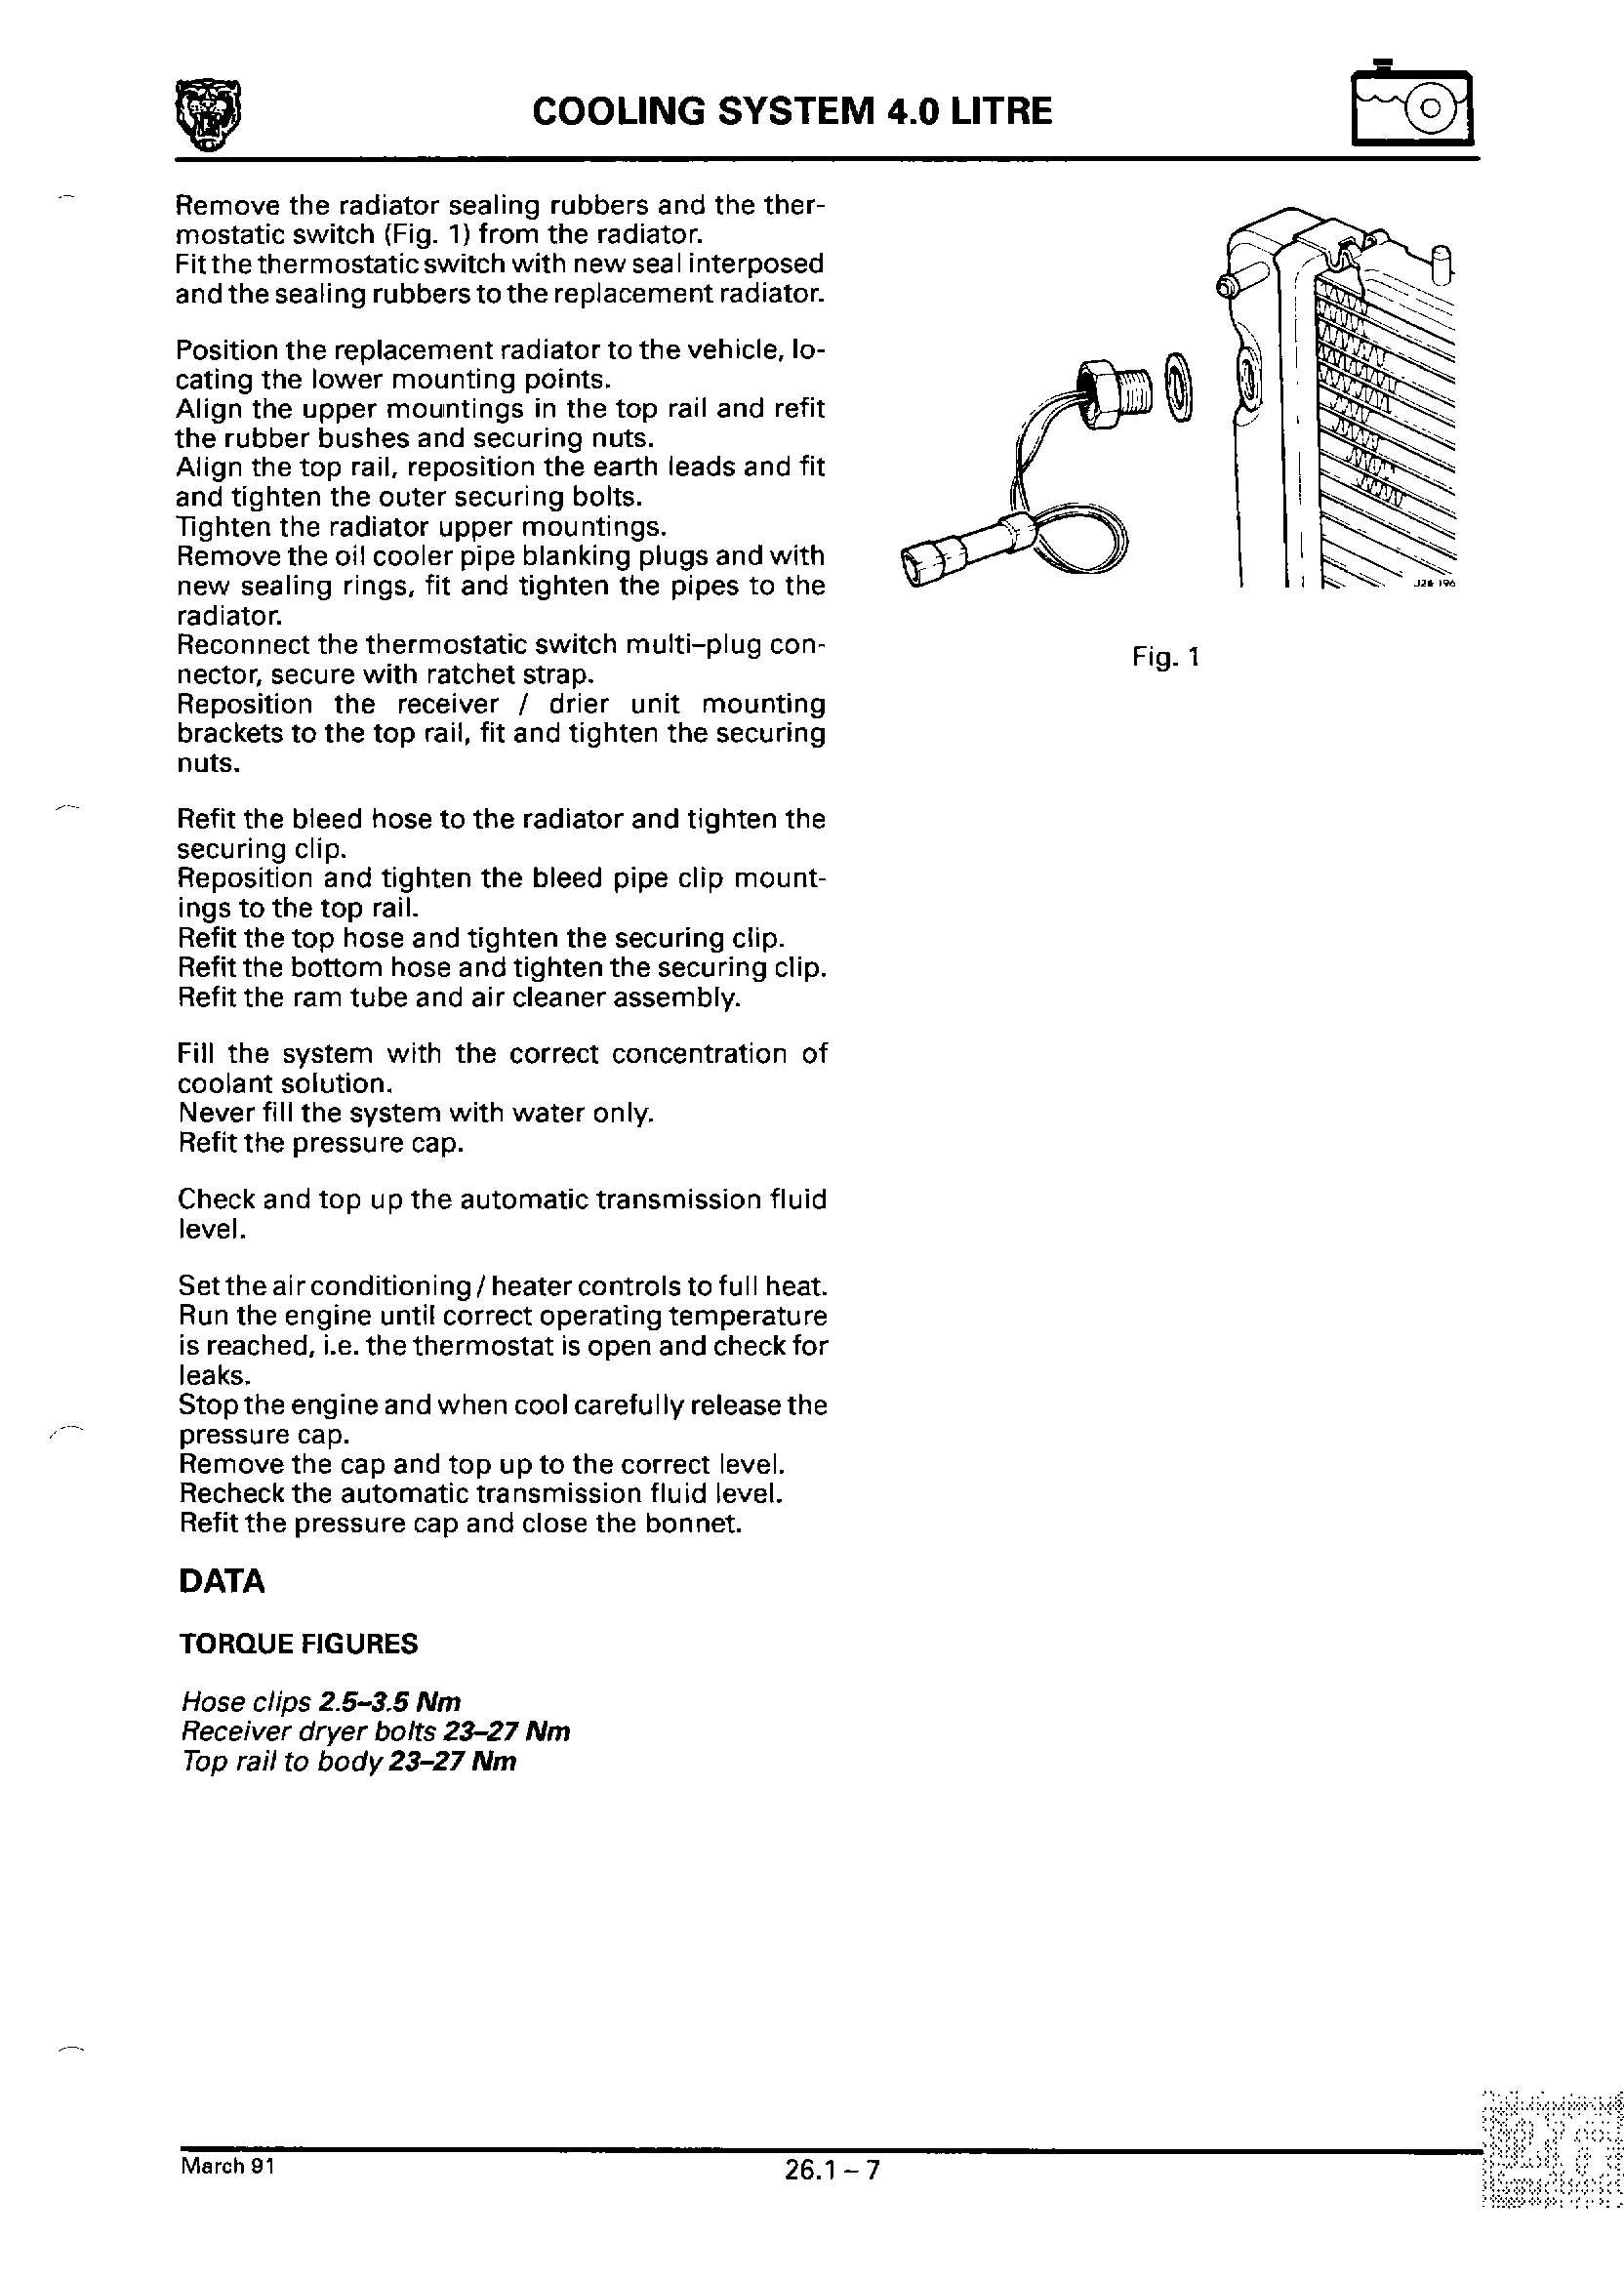 COOLING SYSTEM 4.0 LITRE
Remove the radiator sealing rubbers and the ther-
mostatic switch (Fig. 1) from the radiator.
Fit the thermostatic switch with new seal interposed
and the sealing rubbers to the replacement radiator.
Position the replacement radiator to the vehicle, lo-
cating the lower mounting points.
Align the upper mountings in the top rail and refit
the rubber bushes and securing nuts.
Align the top rail, reposition the earth leads and fit
and tighten the outer securing bolts.
Tighten the radiator upper mountings.
Remove the oil cooler pipe blanking plugs and with
new sealing rings, fit and tighten the pipes to the
radiator.
Reconnect the thermostatic switch multi-plug con-
nector, secure with ratchet strap.
Reposition the receiver / drier unit mounting
brackets to the top rail, fit and tighten the securing
nuts.
Refit the bleed hose to the radiator and tighten the
securing clip.
Reposition and tighten the bleed pipe clip mount-
ings to the top rail.
Refit the top hose and tighten the securing clip.
Refit the bottom hose and tighten the securing clip.
Refit the ram tube and air cleaner assembly.
Fill the system with the correct concentration of
coolant solution.
Never fill the system with water only.
Refit the pressure cap.
Check and top up the automatic transmission fluid
level.
Set the air conditioning / heater controls to full heat.
Run the engine until correct operating temperature
is reached, i.e. the thermostat is open and check for
leaks.
Stop the engine and when cool carefully release the
pressure cap.
Remove the cap and top up to the correct level.
Recheck the automatic transmission fluid level.
Refit the pressure cap and close the bonnet.
DATA
TORQUE FIGURES
Hose clips 2.5–3.5 Nm
Receiver dryer bolts 23–27 Nm
Top rail to body 23–27 Nm
J26 196
Fig. 1
March 91
26.1 – 7